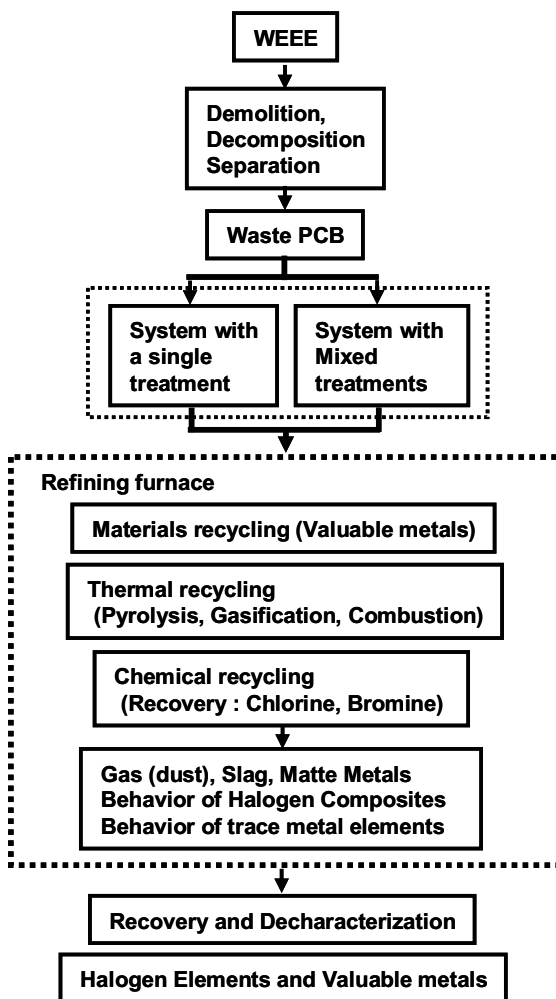 WEEE
Demolition,
Decomposition
Separation
Waste PCB
System with
a single
treatment
System with
Mixed
treatments
Refining furnace
Materials recycling (Valuable metals)
Thermal recycling
(Pyrolysis, Gasification, Combustion)
Chemical recycling
(Recovery : Chlorine, Bromine)
Gas (dust), Slag, Matte Metals
Behavior of Halogen Composites
Behavior of trace metal elements
Recovery and Decharacterization
Halogen Elements and Valuable metals